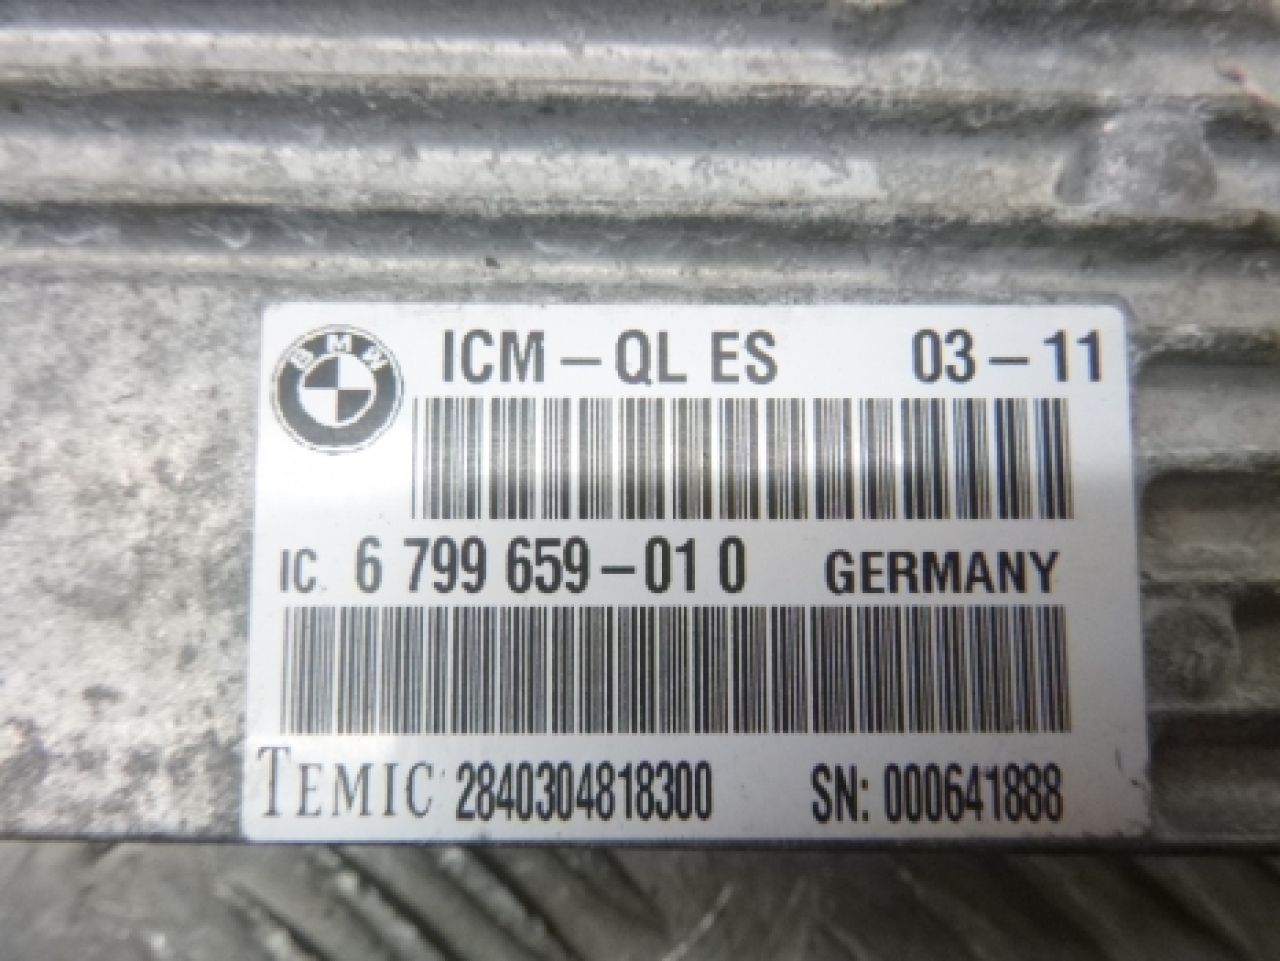 BMW
ICM-QL ES 03-11
IC. 6 799 659-01 0 GERMANY
TEMIC 2840304818300 SN: 000641888